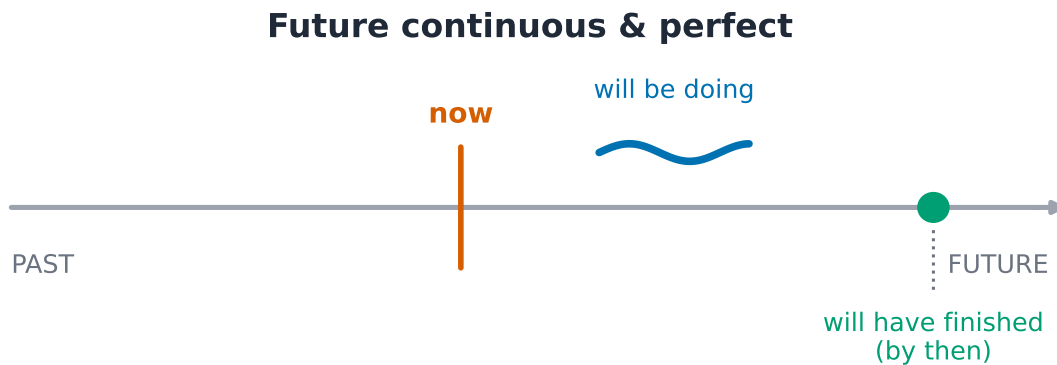 Future continuous & perfect
will be doing
now
PAST
FUTURE
will have finished
(by then)